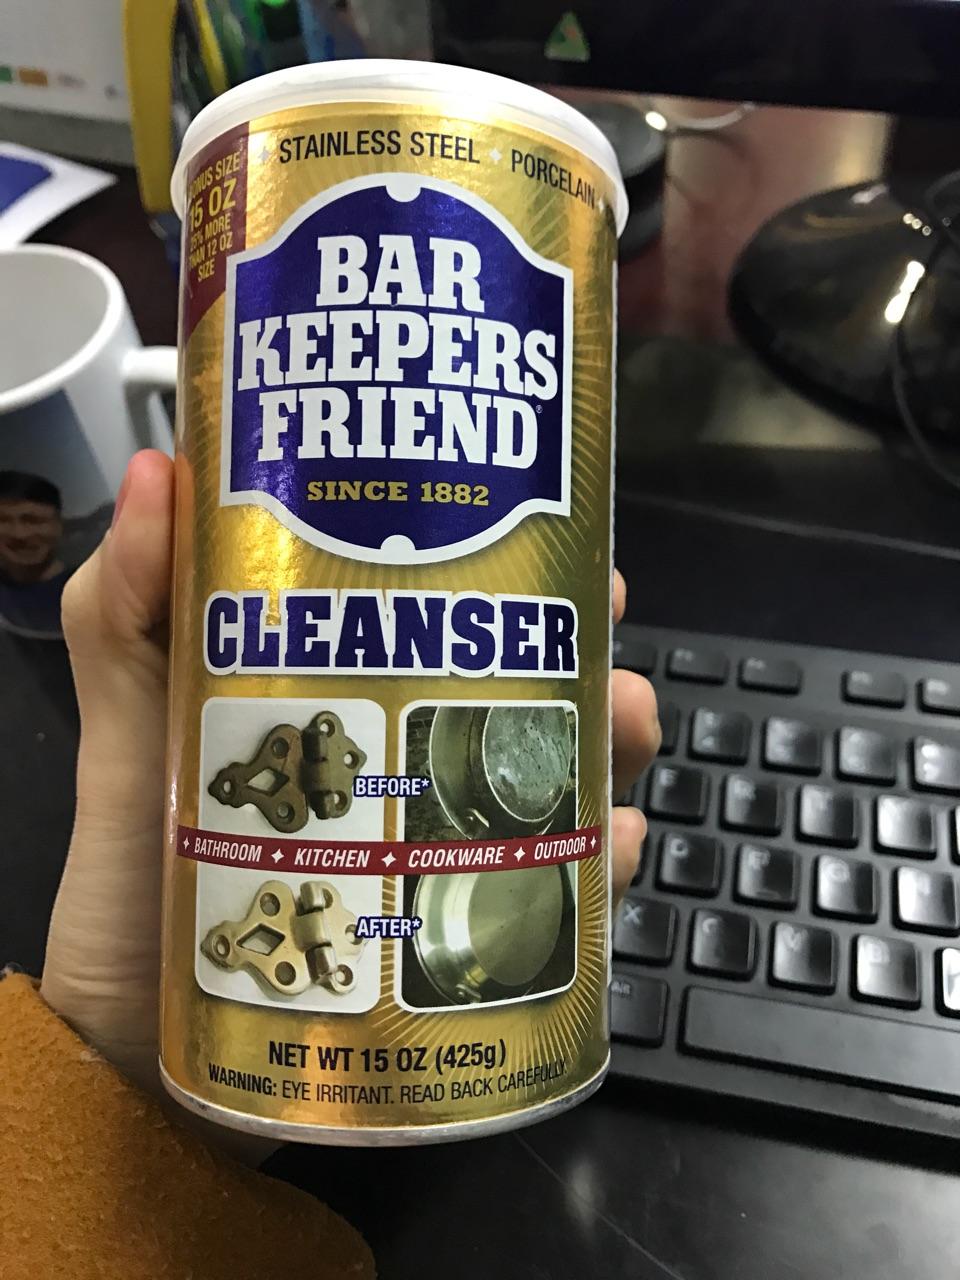 STAINLESS STEEL ✦ PORCELAIN ✦
BONUS SIZE
15 OZ
25% MORE
THAN 12 OZ
SIZE
BAR
KEEPERS
FRIEND®
SINCE 1882
CLEANSER
BEFORE*
✦ BATHROOM ✦ KITCHEN ✦ COOKWARE ✦ OUTDOOR ✦
AFTER*
NET WT 15 OZ (425g)
WARNING: EYE IRRITANT. READ BACK CAREFULLY.
Alt
X
C
V
B
D
F
G